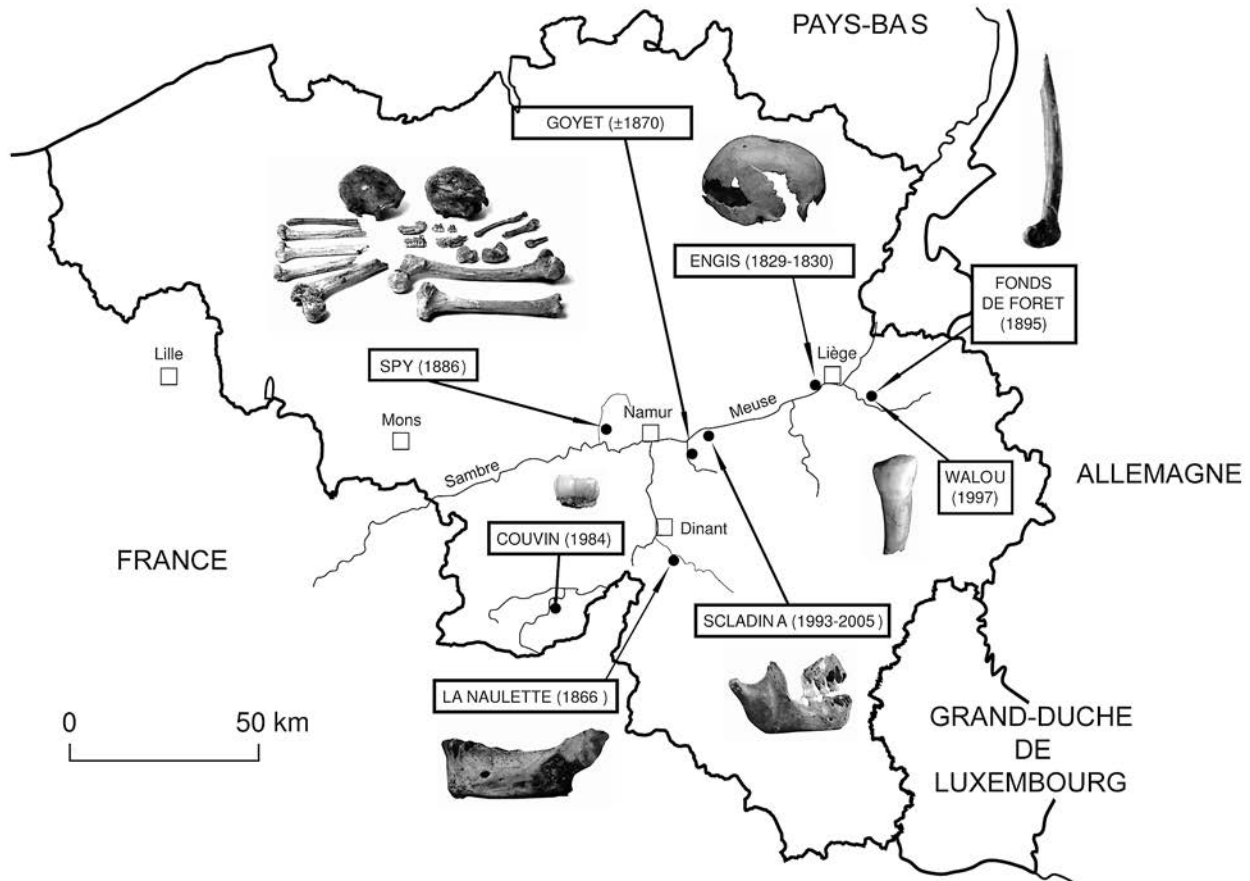 PAYS-BAS
GOYET (±1870)
ENGIS (1829-1830)
FONDS
DE FORET
(1895)
Lille
SPY (1886)
Liège
Mons
Namur
Meuse
Sambre
WALOU
(1997)
ALLEMAGNE
COUVIN (1984)
Dinant
FRANCE
SCLADIN A (1993-2005)
LA NAULETTE (1866 )
0 50 km
GRAND-DUCHE
DE
LUXEMBOURG